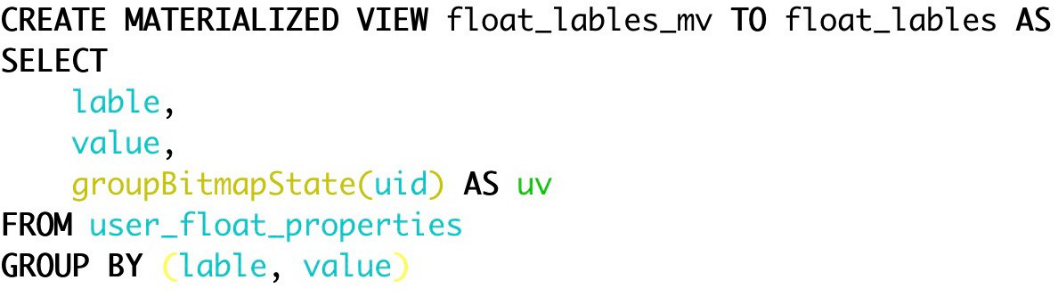 CREATE MATERIALIZED VIEW float_lables_mv TO float_lables AS
SELECT
    lable,
    value,
    groupBitmapState(uid) AS uv
FROM user_float_properties
GROUP BY (lable, value)